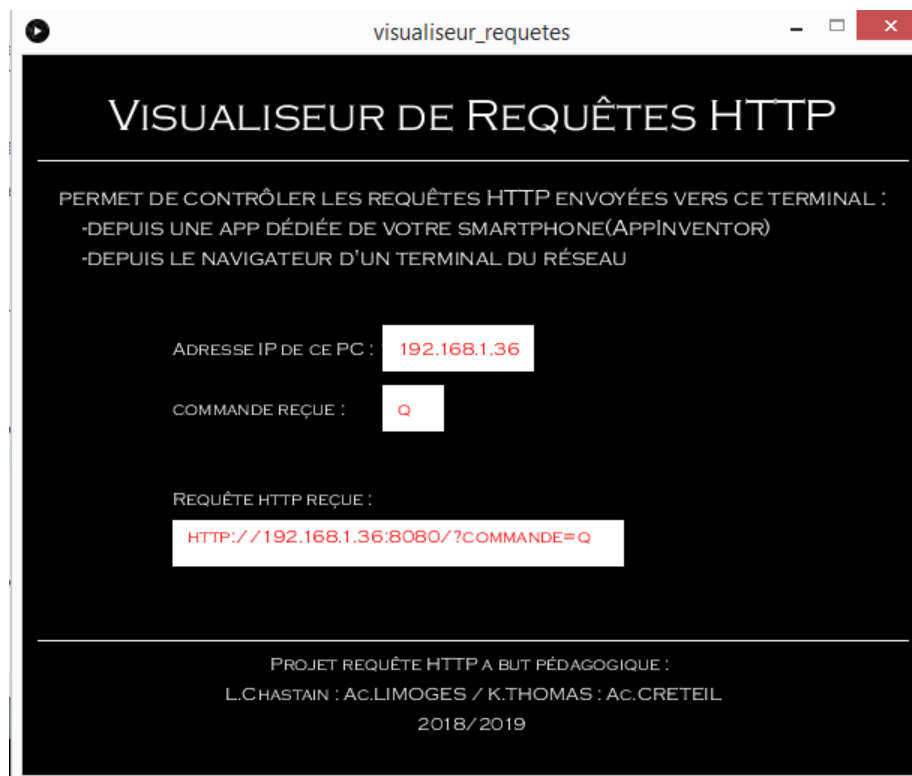 visualiseur_requetes
Visualiseur de Requêtes HTTP
permet de contrôler les requêtes HTTP envoyées vers ce terminal :
-depuis une app dédiée de votre smartphone(AppInventor)
-depuis le navigateur d'un terminal du réseau
Adresse IP de ce PC : 192.168.1.36
commande reçue : Q
Requête http reçue :
http://192.168.1.36:8080/?commande=Q
Projet requête HTTP a but pédagogique :
L.Chastain : Ac.LIMOGES / K.THOMAS : Ac.CRETEIL
2018/2019